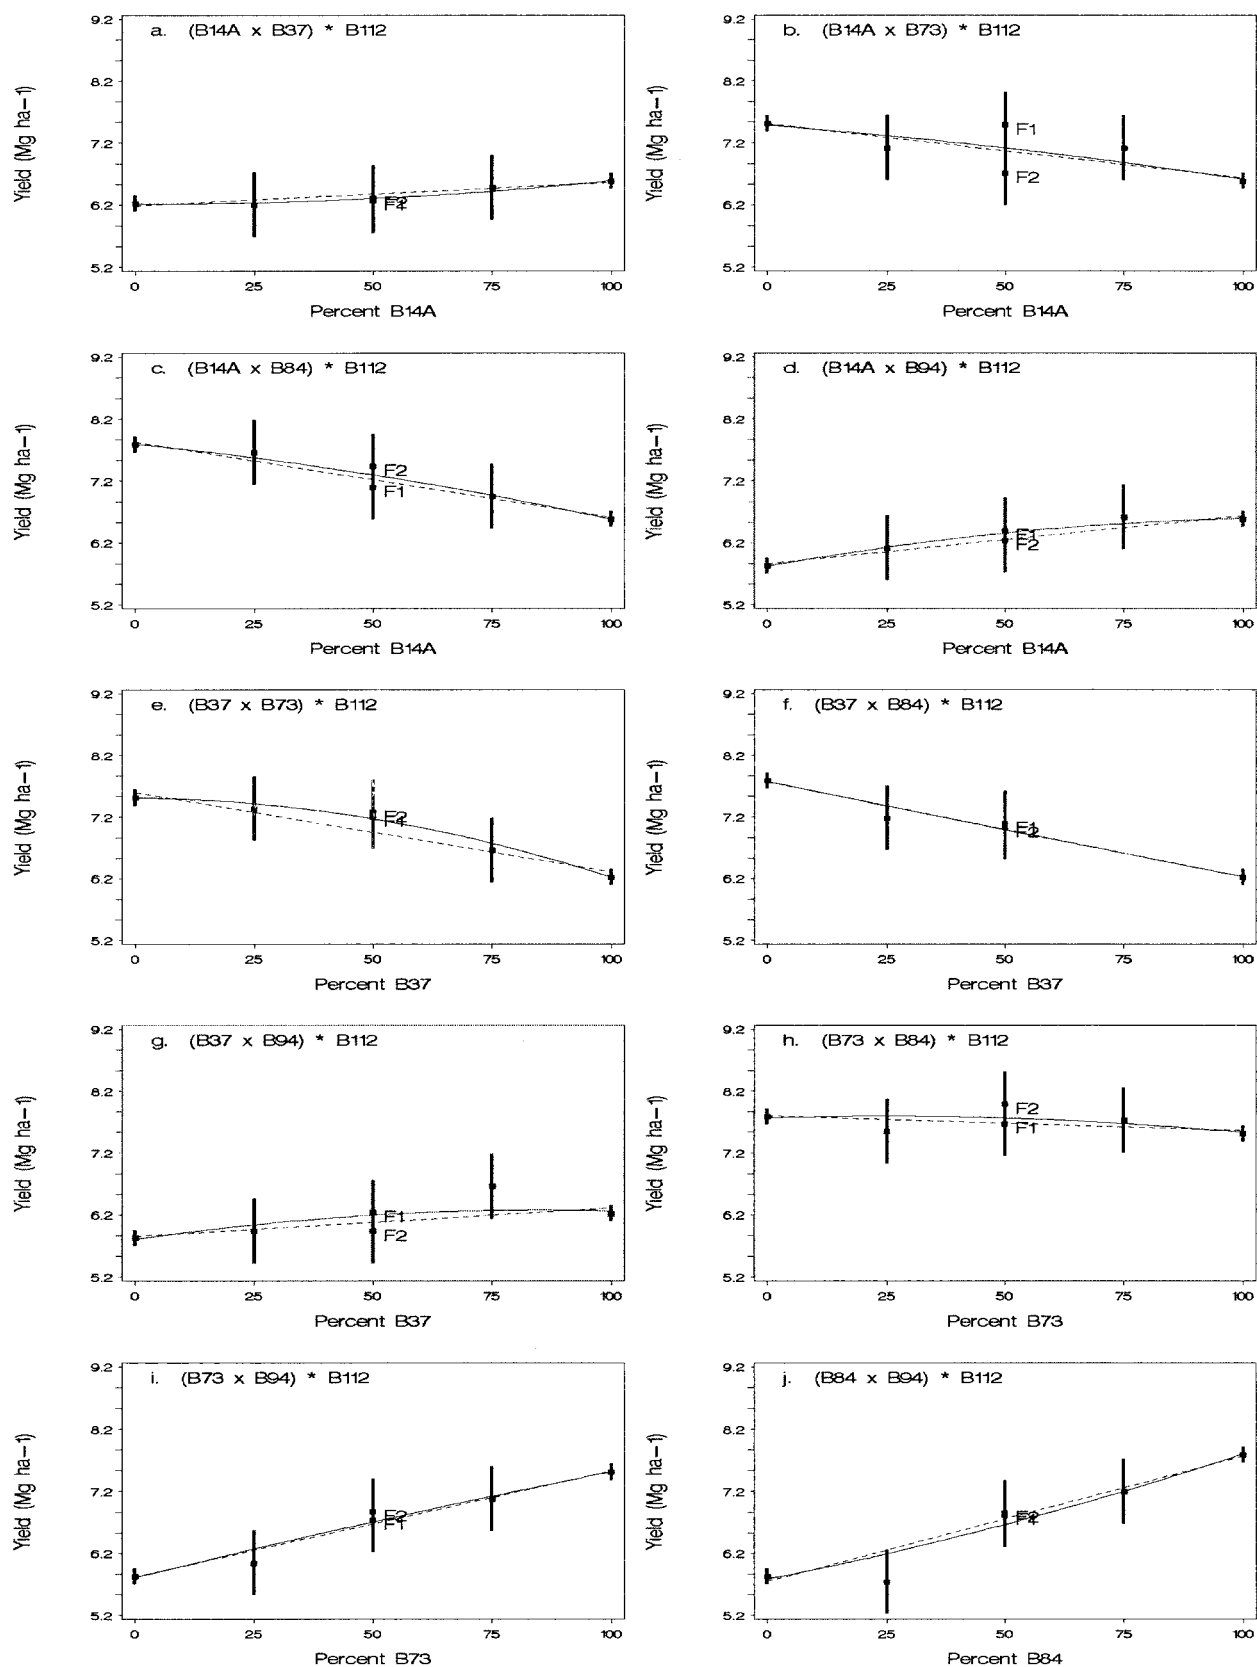 a. (B14A x B37) * B112
Yield (Mg ha−1)
9.2
8.2
7.2
6.2
5.2
0 25 50 75 100
Percent B14A
b. (B14A x B73) * B112
Yield (Mg ha−1)
9.2
8.2
7.2
6.2
5.2
F1
F2
0 25 50 75 100
Percent B14A
c. (B14A x B84) * B112
Yield (Mg ha−1)
9.2
8.2
7.2
6.2
5.2
F2
F1
0 25 50 75 100
Percent B14A
d. (B14A x B94) * B112
Yield (Mg ha−1)
9.2
8.2
7.2
6.2
5.2
F1
F2
0 25 50 75 100
Percent B14A
e. (B37 x B73) * B112
Yield (Mg ha−1)
9.2
8.2
7.2
6.2
5.2
F2
0 25 50 75 100
Percent B37
f. (B37 x B84) * B112
Yield (Mg ha−1)
9.2
8.2
7.2
6.2
5.2
F1
F2
0 25 50 75 100
Percent B37
g. (B37 x B94) * B112
Yield (Mg ha−1)
9.2
8.2
7.2
6.2
5.2
F1
F2
0 25 50 75 100
Percent B37
h. (B73 x B84) * B112
Yield (Mg ha−1)
9.2
8.2
7.2
6.2
5.2
F2
F1
0 25 50 75 100
Percent B73
i. (B73 x B94) * B112
Yield (Mg ha−1)
9.2
8.2
7.2
6.2
5.2
F2
F1
0 25 50 75 100
Percent B73
j. (B84 x B94) * B112
Yield (Mg ha−1)
9.2
8.2
7.2
6.2
5.2
0 25 50 75 100
Percent B84